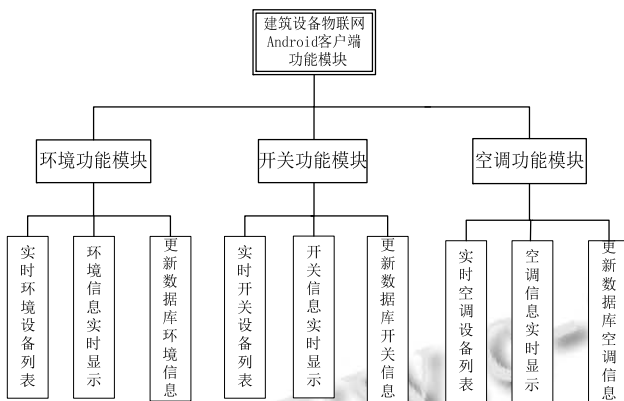 建筑设备物联网
Android客户端
功能模块
环境功能模块
开关功能模块
空调功能模块
实时环境设备列表
环境信息实时显示
更新数据库环境信息
实时开关设备列表
开关信息实时显示
更新数据库开关信息
实时空调设备列表
空调信息实时显示
更新数据库空调信息